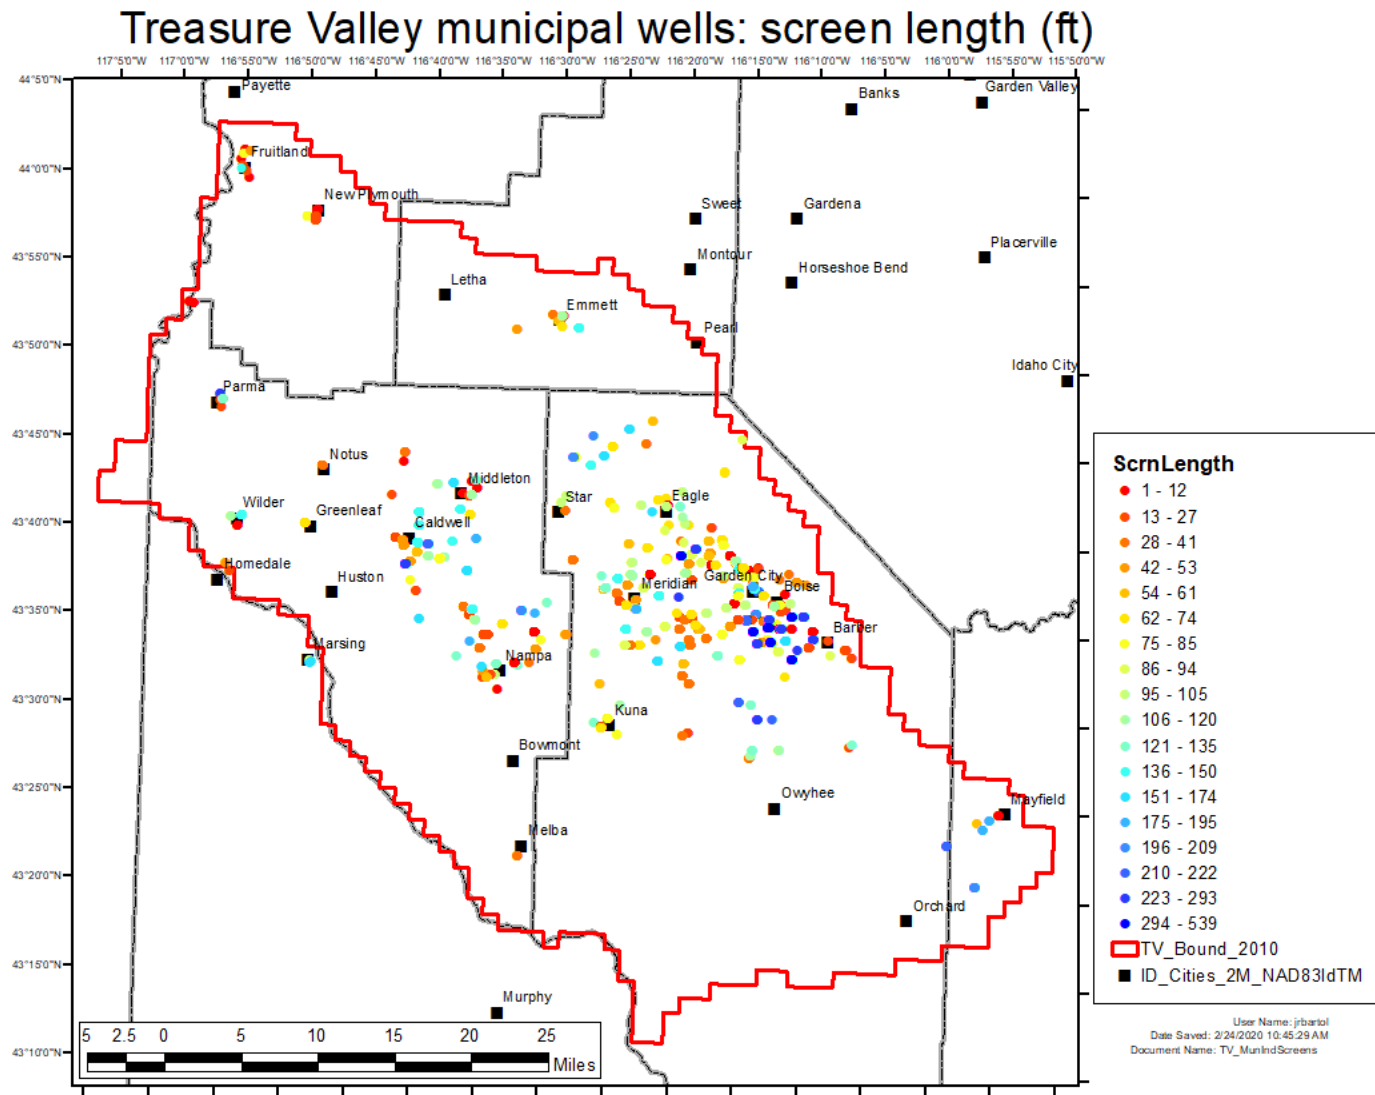 Treasure Valley municipal wells: screen length (ft)
117°5'0"W 117°0'0"W 116°55'0"W 116°50'0"W 116°45'0"W 116°40'0"W 116°35'0"W 116°30'0"W 116°25'0"W 116°20'0"W 116°15'0"W 116°10'0"W 116°5'0"W 116°0'0"W 115°55'0"W 115°50'0"W
44°5'0"N
Payette
Banks
Garden Valley
Fruitland
44°0'0"N
New Plymouth
Sweet
Gardena
Placerville
43°55'0"N
Montour
Horseshoe Bend
Letha
Emmett
Pearl
43°50'0"N
Idaho City
Parma
43°45'0"N
Notus
Middleton
Wilder
Star
Eagle
Greenleaf
43°40'0"N
Caldwell
Homedale
Huston
Meridian
Garden City
Boise
43°35'0"N
Barber
Marsing
Nampa
43°30'0"N
Kuna
Bowmont
43°25'0"N
Owyhee
Mayfield
Melba
43°20'0"N
Orchard
43°15'0"N
Murphy
43°10'0"N
5 2.5 0 5 10 15 20 25
Miles
ScrnLength
1 - 12
13 - 27
28 - 41
42 - 53
54 - 61
62 - 74
75 - 85
86 - 94
95 - 105
106 - 120
121 - 135
136 - 150
151 - 174
175 - 195
196 - 209
210 - 222
223 - 293
294 - 539
TV_Bound_2010
ID_Cities_2M_NAD83IdTM
User Name: jrbartol
Date Saved: 2/24/2020 10:45:29 AM
Document Name: TV_MunIndScreens